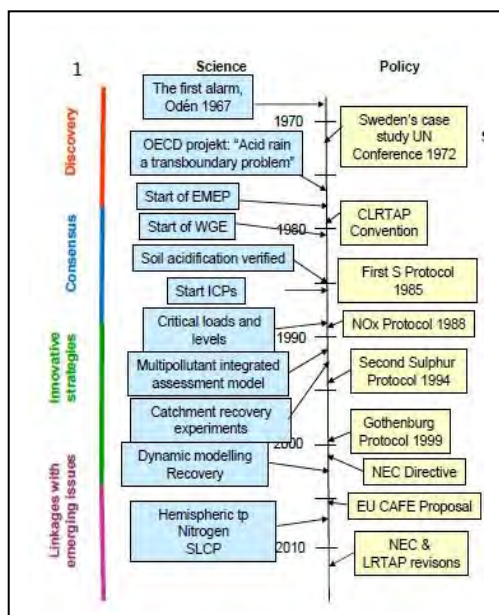 1
Science
Policy
The first alarm,
Odén 1967
1970
Sweden's case
study UN
Conference 1972
OECD projekt: "Acid rain
a transboundary problem"
Discovery
Start of EMEP
Start of WGE
1980
CLRTAP
Convention
Soil acidification verified
First S Protocol
1985
Start ICPs
Consensus
Critical loads and
levels
NOx Protocol 1988
1990
Multipollutant integrated
assessment model
Second Sulphur
Protocol 1994
Innovative
strategies
Catchment recovery
experiments
2000
Gothenburg
Protocol 1999
Dynamic modelling
Recovery
NEC Directive
EU CAFE Proposal
Linkages with
emerging issues
Hemispheric tp
Nitrogen
SLCP
2010
NEC &
LRTAP revisons